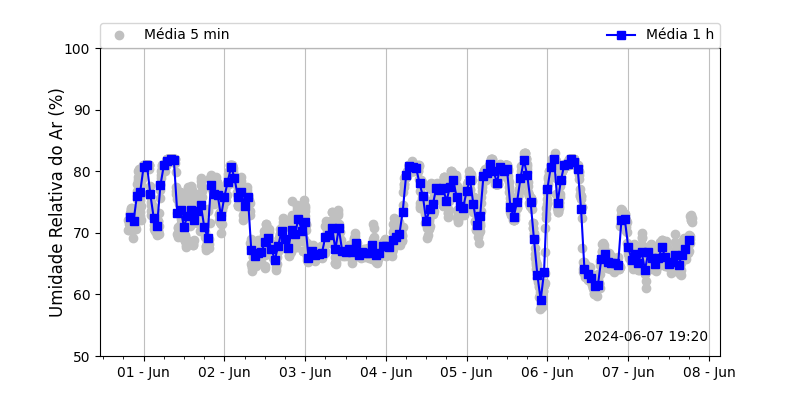 Média 5 min
Média 1 h
Umidade Relativa do Ar (%)
100
90
80
70
60
50
2024-06-07 19:20
01 - Jun
02 - Jun
03 - Jun
04 - Jun
05 - Jun
06 - Jun
07 - Jun
08 - Jun